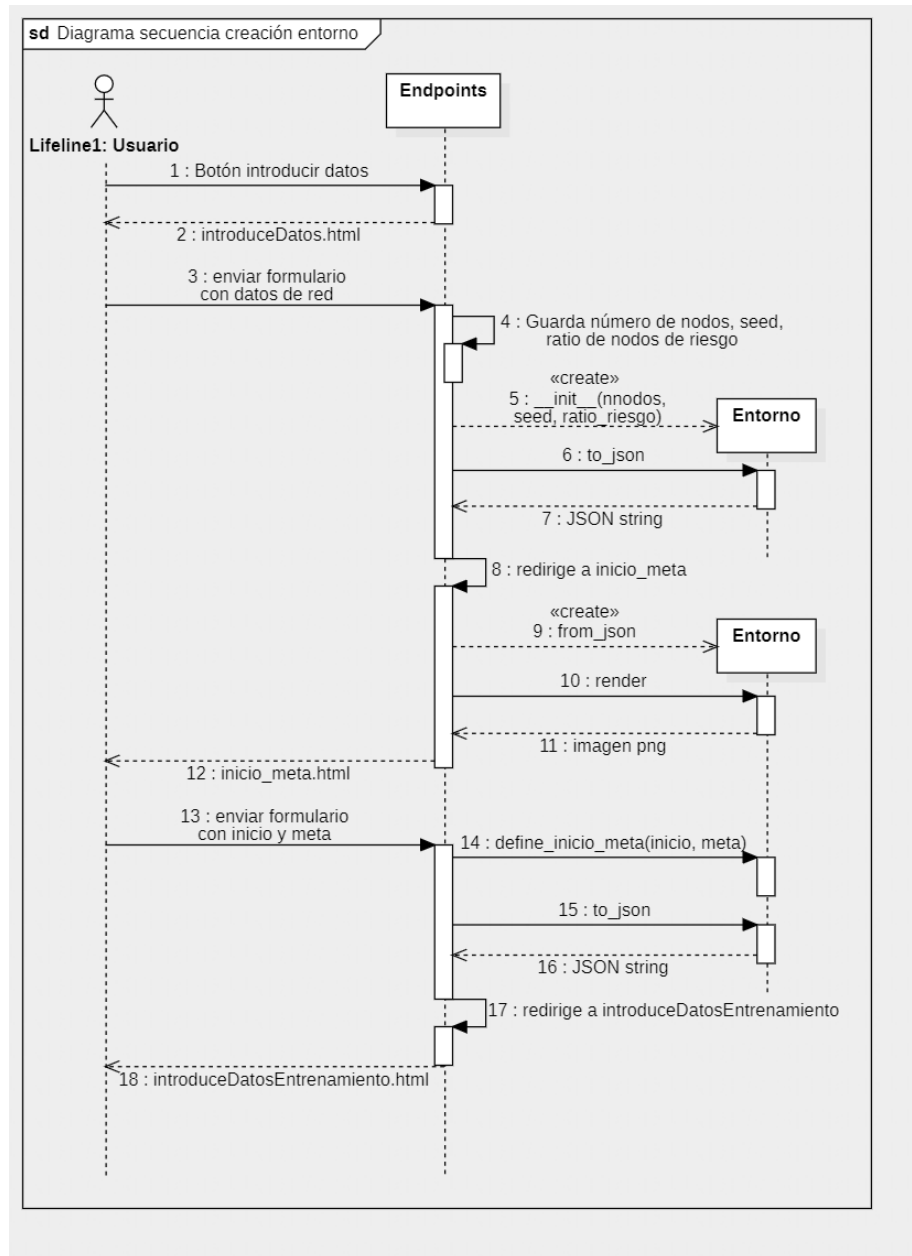 sd Diagrama secuencia creación entorno
Endpoints
Lifeline1: Usuario
1 : Botón introducir datos
2 : introduceDatos.html
3 : enviar formulario
con datos de red
4 : Guarda número de nodos, seed,
ratio de nodos de riesgo
«create»
5 : __init__(nnodos,
seed, ratio_riesgo)
Entorno
6 : to_json
7 : JSON string
8 : redirige a inicio_meta
«create»
9 : from_json
Entorno
10 : render
11 : imagen png
12 : inicio_meta.html
13 : enviar formulario
con inicio y meta
14 : define_inicio_meta(inicio, meta)
15 : to_json
16 : JSON string
17 : redirige a introduceDatosEntrenamiento
18 : introduceDatosEntrenamiento.html